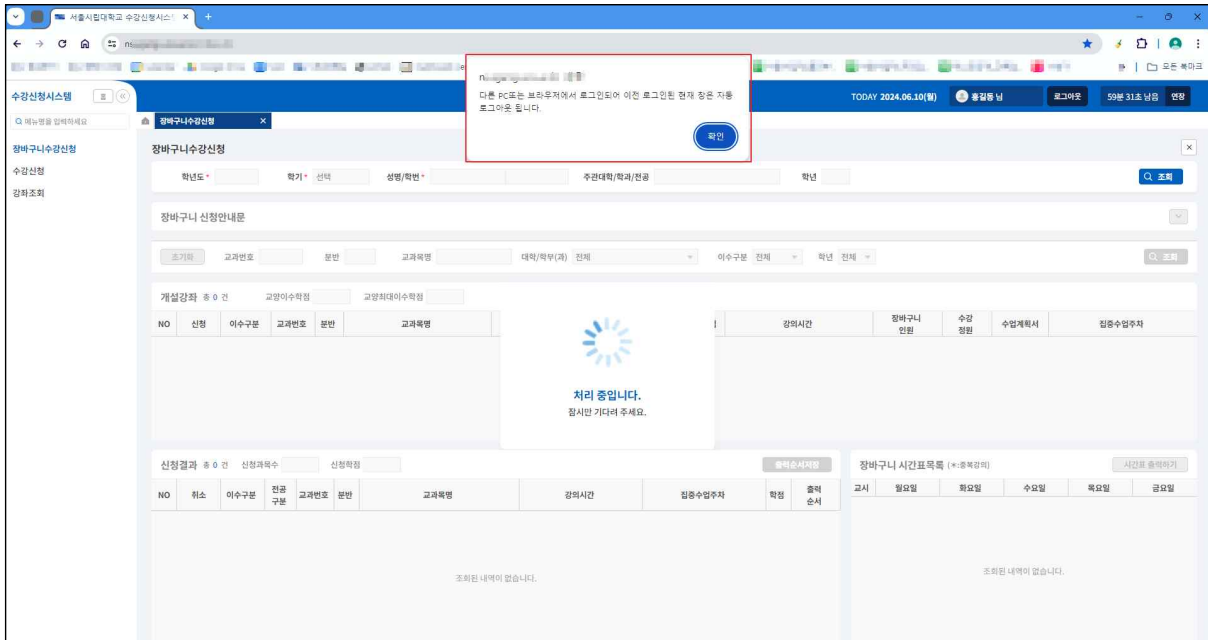 서울시립대학교 수강신청시스
모든 북마크
수강신청시스템
TODAY 2024.06.10(월) 홍길동 님 로그아웃 59분 31초 남음 연장
다른 PC또는 브라우저에서 로그인되어 이전 로그인된 현재 창은 자동
로그아웃 됩니다.
확인
메뉴명을 입력하세요
장바구니수강신청
장바구니수강신청
수강신청
강좌조회
장바구니수강신청
학년도* 학기* 선택 성명/학번* 주관대학/학과/전공 학년 조회
장바구니 신청안내문
초기화 교과번호 분반 교과목명 대학/학부(과) 전체 이수구분 전체 학년 전체 조회
개설강좌 총 0 건 교양이수학점 교양최대이수학점
NO 신청 이수구분 교과번호 분반 교과목명 강의시간 장바구니 인원 수강 정원 수업계획서 집중수업주차
처리 중입니다.
잠시만 기다려 주세요.
신청결과 총 0 건 신청과목수 신청학점 출력순서저장
NO 취소 이수구분 전공 구분 교과번호 분반 교과목명 강의시간 집중수업주차 학점 출력 순서
조회된 내역이 없습니다.
장바구니 시간표목록 (*:중복강의) 시간표 출력하기
교시 월요일 화요일 수요일 목요일 금요일
조회된 내역이 없습니다.